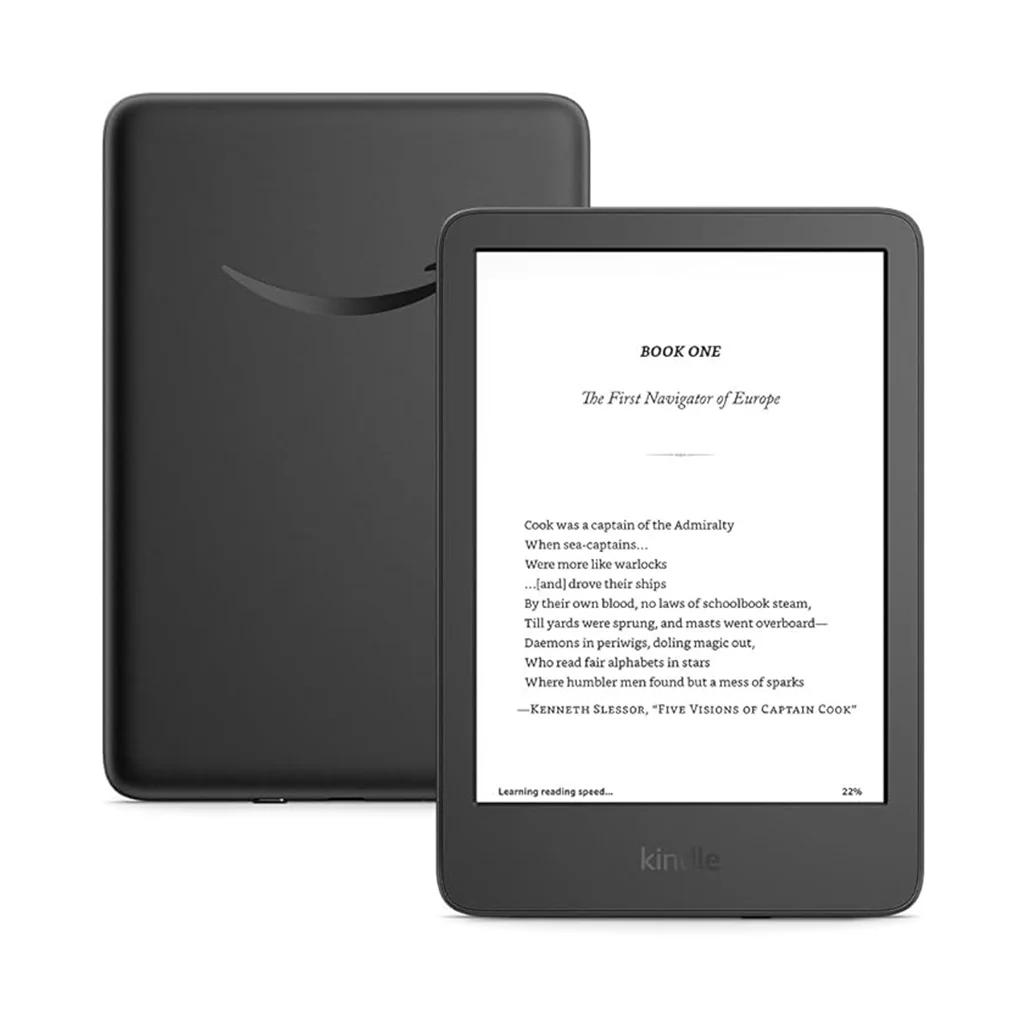 BOOK ONE
The First Navigator of Europe
Cook was a captain of the Admiralty
When sea-captains...
Were more like warlocks
...[and] drove their ships
By their own blood, no laws of schoolbook steam,
Till yards were sprung, and masts went overboard—
Daemons in periwigs, doling magic out,
Who read fair alphabets in stars
Where humbler men found but a mess of sparks
—KENNETH SLESSOR, “FIVE VISIONS OF CAPTAIN COOK”
Learning reading speed... 22%
kindle